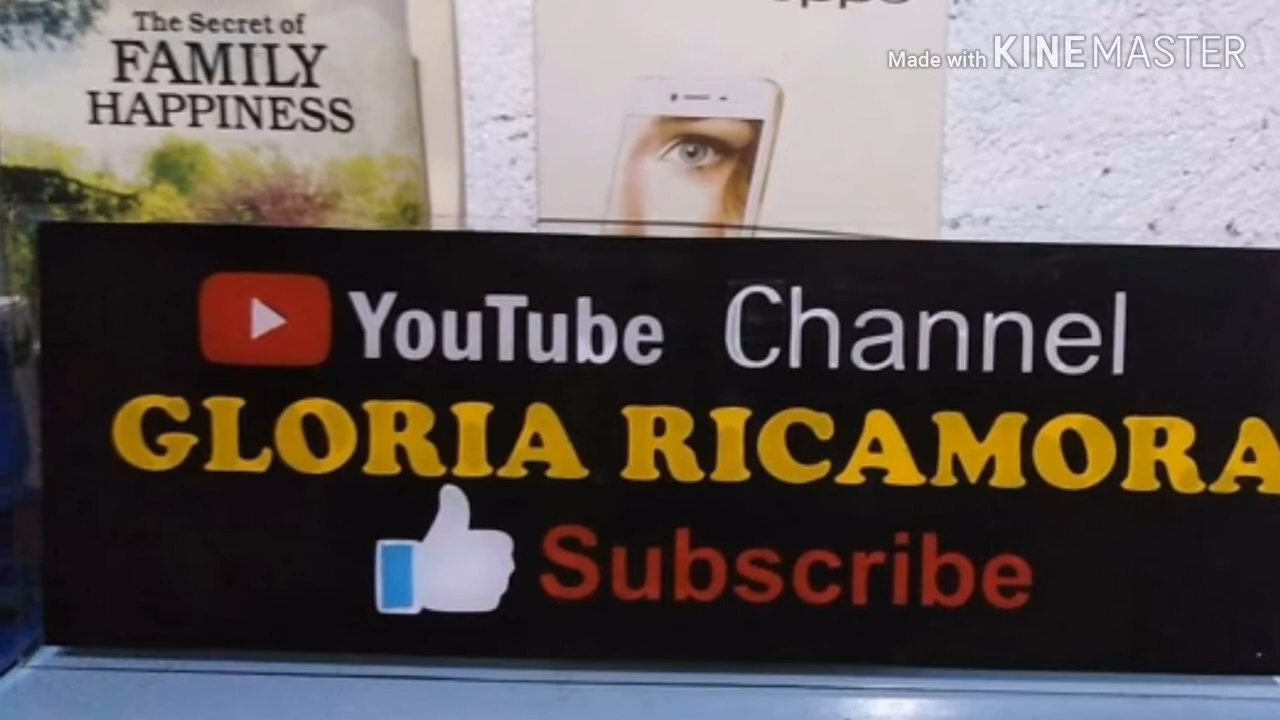 The Secret of
FAMILY
HAPPINESS
Made with KINEMASTER
YouTube Channel
GLORIA RICAMORA
Subscribe